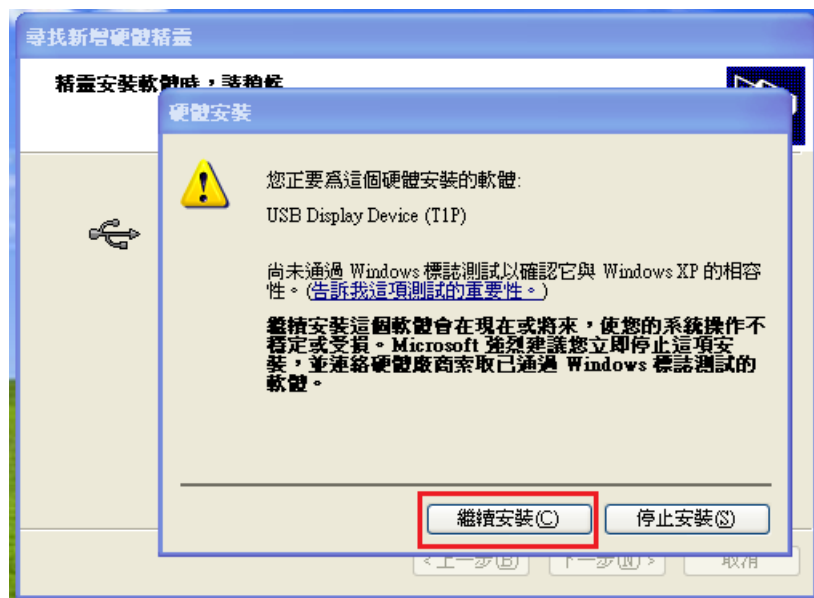 尋找新增硬體精靈
精靈安裝軟體時，請稍候
硬體安裝
您正要為這個硬體安裝的軟體:
USB Display Device (T1P)
尚未通過 Windows 標誌測試以確認它與 Windows XP 的相容
性。(告訴我這項測試的重要性。)
繼續安裝這個軟體會在現在或將來，使您的系統操作不
穩定或受損。Microsoft 強烈建議您立即停止這項安
裝，並連絡硬體廠商索取已通過 Windows 標誌測試的
軟體。
繼續安裝(C) 停止安裝(S)
< 上一步(B) 下一步(N) > 取消